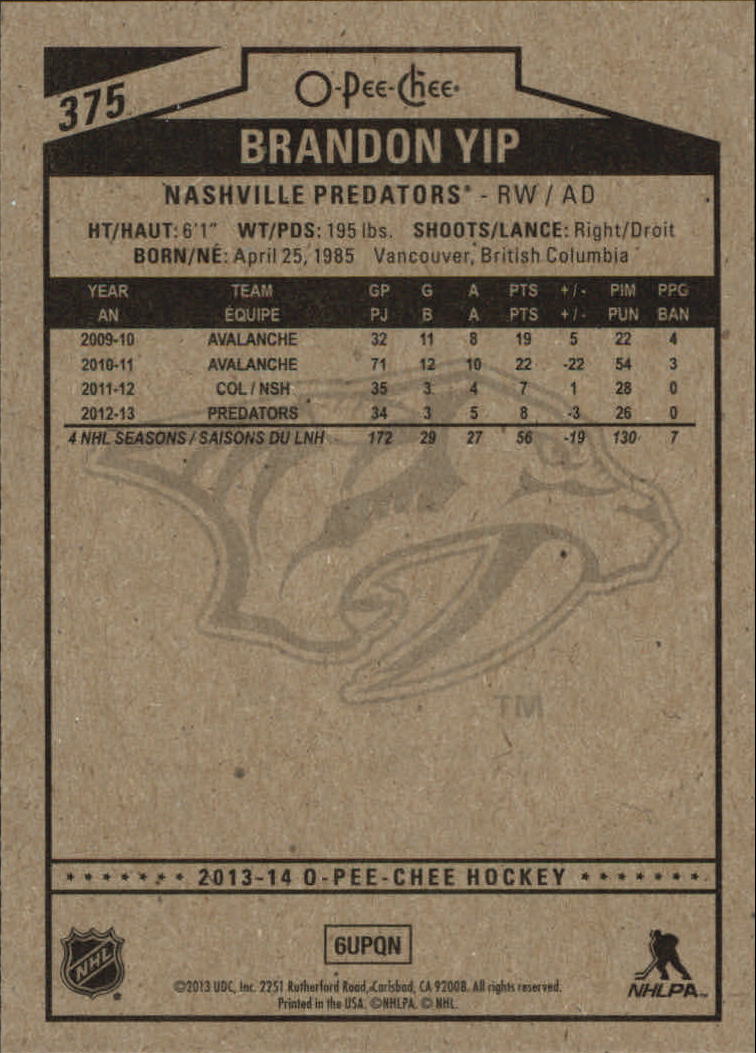 375
O-Pee-Chee®
BRANDON YIP
NASHVILLE PREDATORS® - RW / AD
HT/HAUT: 6'1" WT/PDS: 195 lbs. SHOOTS/LANCE: Right/Droit
BORN/NÉ: April 25, 1985 Vancouver, British Columbia
YEAR TEAM GP G A PTS +/- PIM PPG
AN ÉQUIPE PJ B A PTS +/- PUN BAN
2009-10 AVALANCHE 32 11 8 19 5 22 4
2010-11 AVALANCHE 71 12 10 22 -22 54 3
2011-12 COL / NSH 35 3 4 7 1 28 0
2012-13 PREDATORS 34 3 5 8 -3 26 0
4 NHL SEASONS / SAISONS DU LNH 172 29 27 56 -19 130 7
TM
* * * * * * * 2013-14 O-PEE-CHEE HOCKEY * * * * * * *
NHL®
6UPQN
©2013 UDC, Inc. 2251 Rutherford Road, Carlsbad, CA 92008. All rights reserved.
Printed in the USA. ©NHLPA. © NHL.
NHLPA™